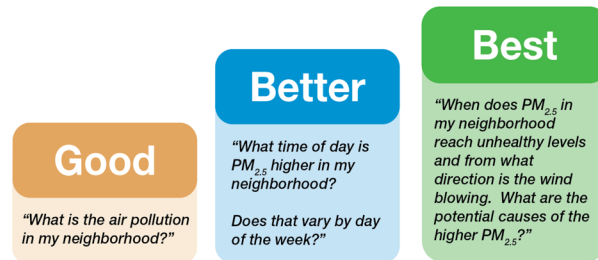 Good
“What is the air pollution
in my neighborhood?”
Better
“What time of day is
PM2.5 higher in my
neighborhood?
Does that vary by day
of the week?”
Best
“When does PM2.5 in
my neighborhood
reach unhealthy levels
and from what
direction is the wind
blowing.  What are the
potential causes of the
higher PM2.5?”